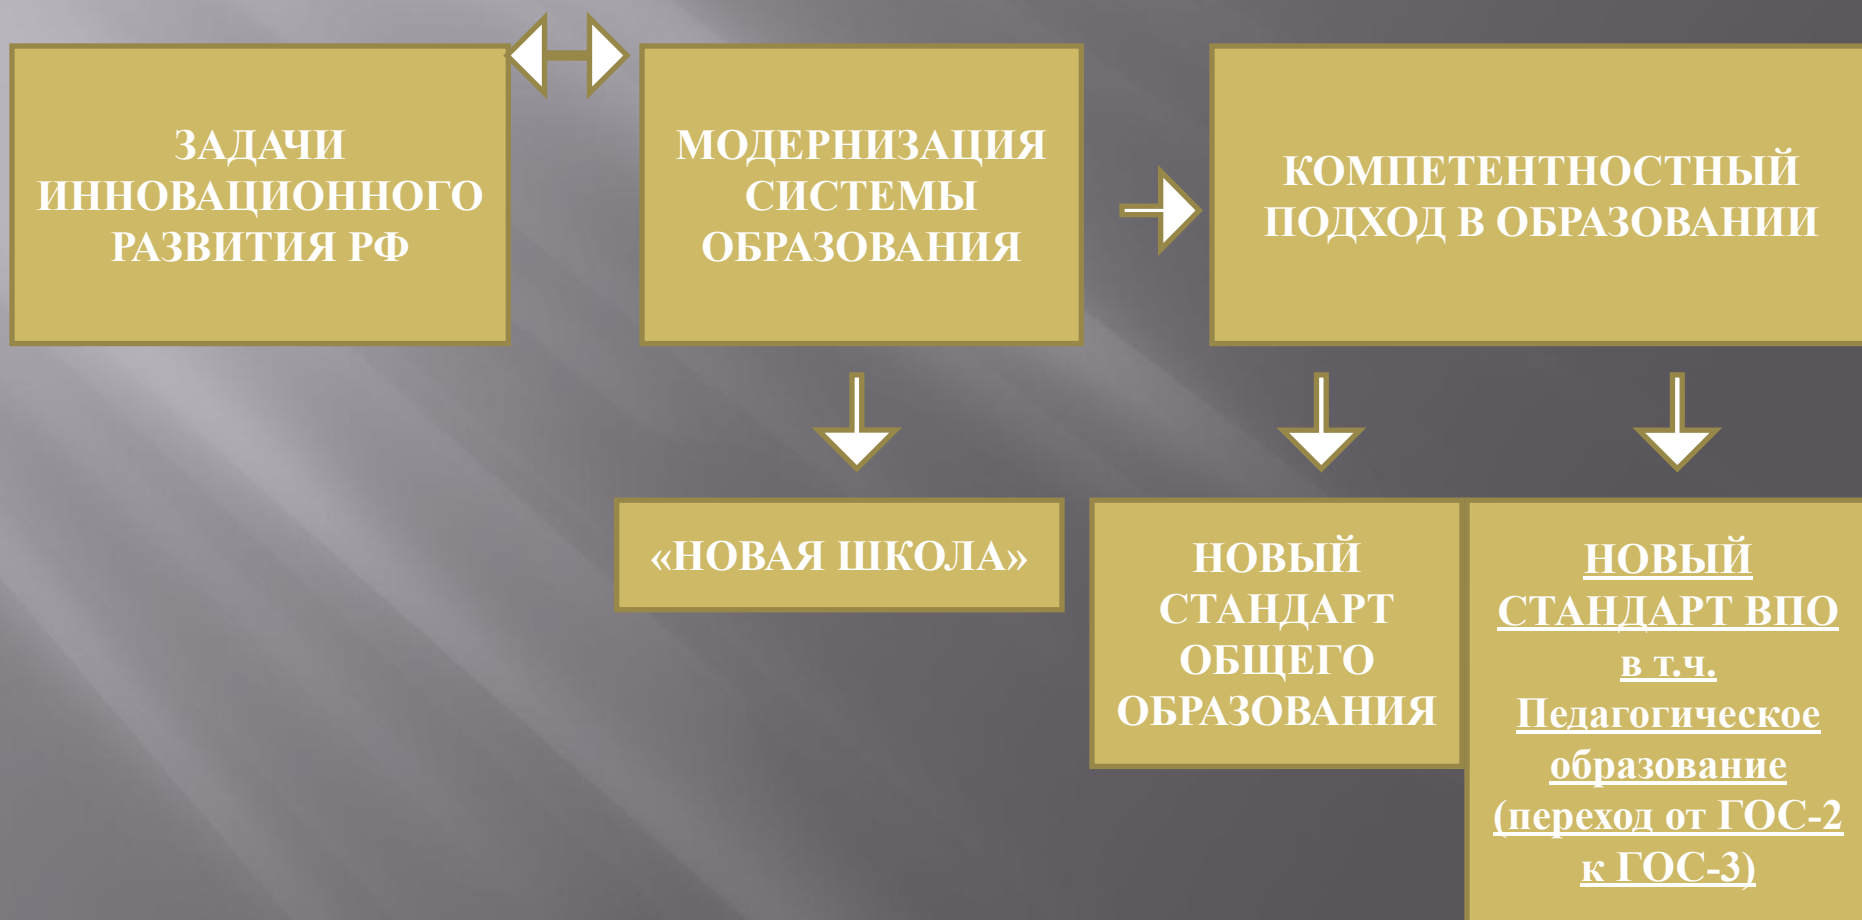 ЗАДАЧИ
ИННОВАЦИОННОГО
РАЗВИТИЯ РФ
МОДЕРНИЗАЦИЯ
СИСТЕМЫ
ОБРАЗОВАНИЯ
КОМПЕТЕНТНОСТНЫЙ
ПОДХОД В ОБРАЗОВАНИИ
«НОВАЯ ШКОЛА»
НОВЫЙ
СТАНДАРТ
ОБЩЕГО
ОБРАЗОВАНИЯ
НОВЫЙ
СТАНДАРТ ВПО
в т.ч.
Педагогическое
образование
(переход от ГОС-2
к ГОС-3)